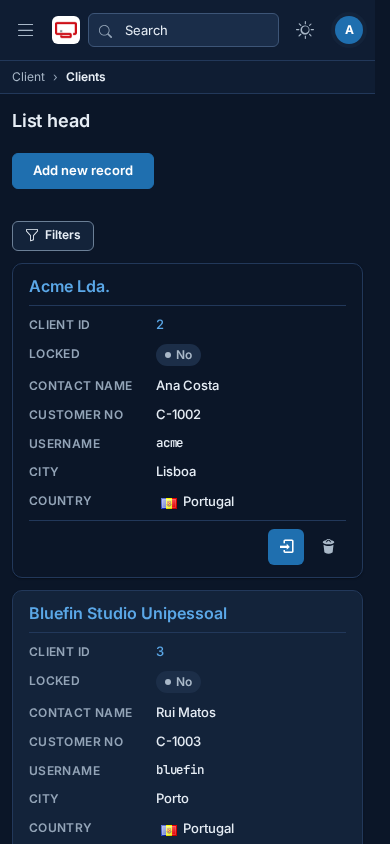 Search
A
Client › Clients
List head
Add new record
Filters
Acme Lda.
CLIENT ID 2
LOCKED No
CONTACT NAME Ana Costa
CUSTOMER NO C-1002
USERNAME acme
CITY Lisboa
COUNTRY Portugal
Bluefin Studio Unipessoal
CLIENT ID 3
LOCKED No
CONTACT NAME Rui Matos
CUSTOMER NO C-1003
USERNAME bluefin
CITY Porto
COUNTRY Portugal